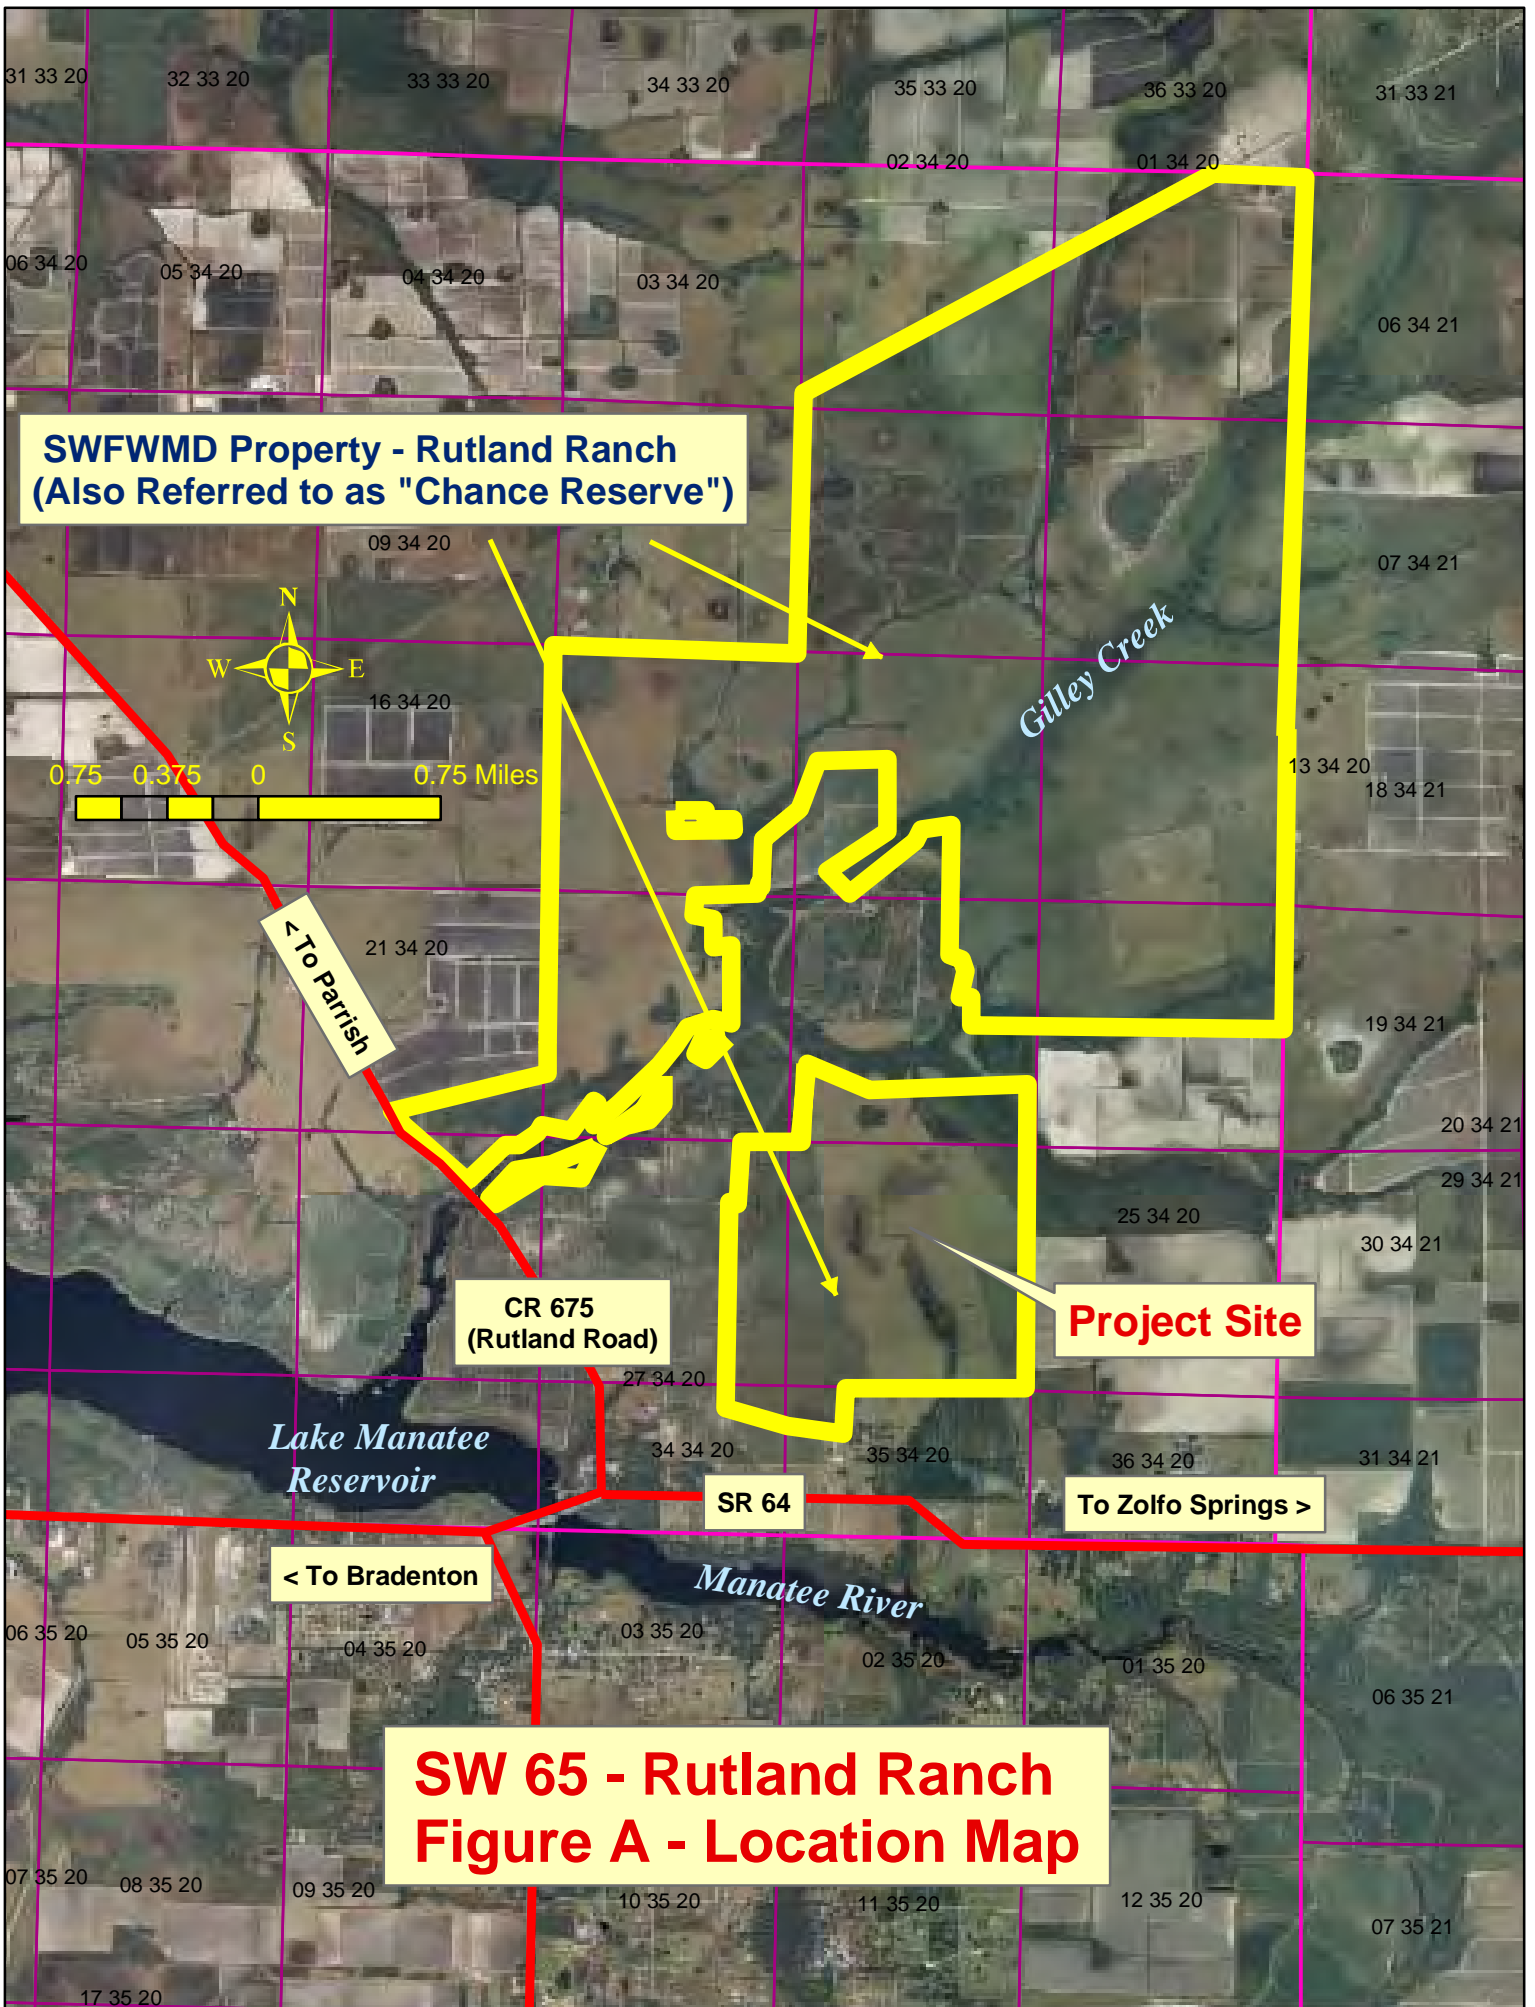 31 33 20
32 33 20
33 33 20
34 33 20
35 33 20
36 33 20
31 33 21
02 34 20
01 34 20
06 34 20
05 34 20
04 34 20
03 34 20
06 34 21
SWFWMD Property - Rutland Ranch
(Also Referred to as "Chance Reserve")
09 34 20
07 34 21
N
W
E
S
16 34 20
Gilley Creek
0.75
0.375
0
0.75 Miles
13 34 20
18 34 21
< To Parrish
21 34 20
19 34 21
20 34 21
29 34 21
25 34 20
30 34 21
CR 675
(Rutland Road)
Project Site
27 34 20
Lake Manatee
Reservoir
34 34 20
35 34 20
36 34 20
31 34 21
SR 64
To Zolfo Springs >
< To Bradenton
Manatee River
06 35 20
05 35 20
04 35 20
03 35 20
02 35 20
01 35 20
06 35 21
SW 65 - Rutland Ranch
Figure A - Location Map
07 35 20
08 35 20
09 35 20
10 35 20
11 35 20
12 35 20
07 35 21
17 35 20